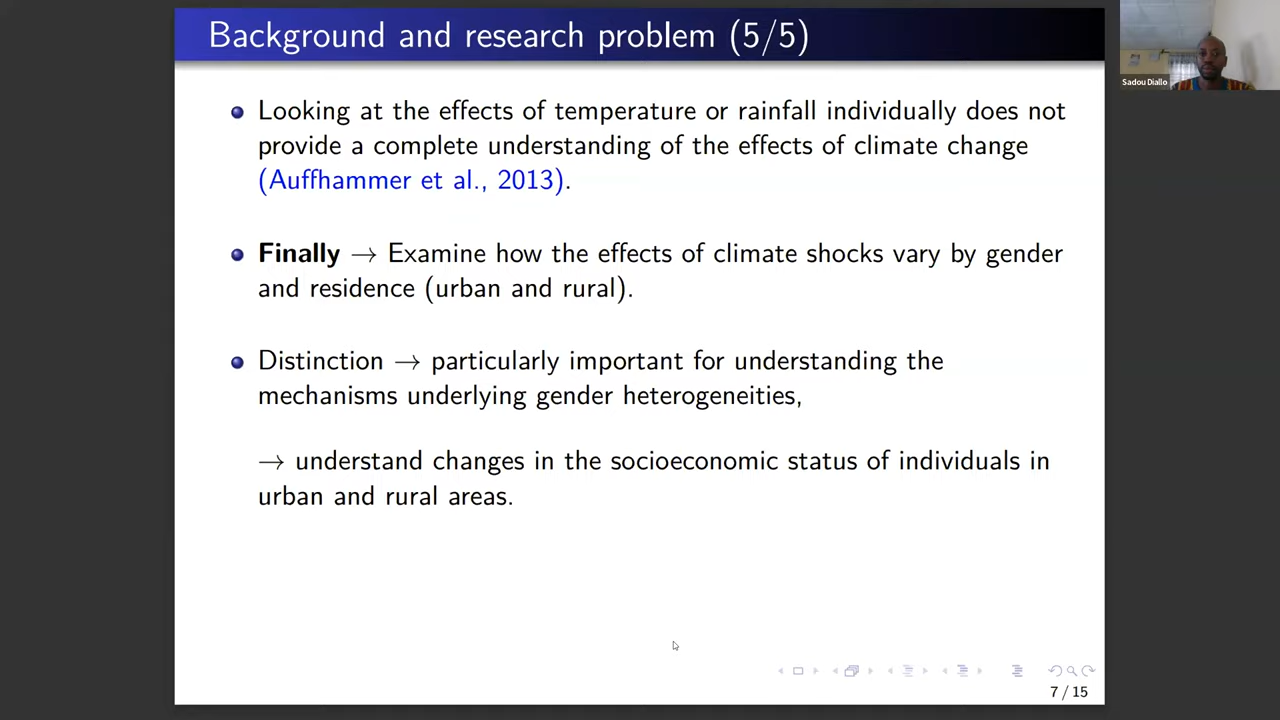 Background and research problem (5/5)
Sadou Diallo
Looking at the effects of temperature or rainfall individually does not
provide a complete understanding of the effects of climate change
(Auffhammer et al., 2013).
Finally → Examine how the effects of climate shocks vary by gender
and residence (urban and rural).
Distinction → particularly important for understanding the
mechanisms underlying gender heterogeneities,
→ understand changes in the socioeconomic status of individuals in
urban and rural areas.
7 / 15